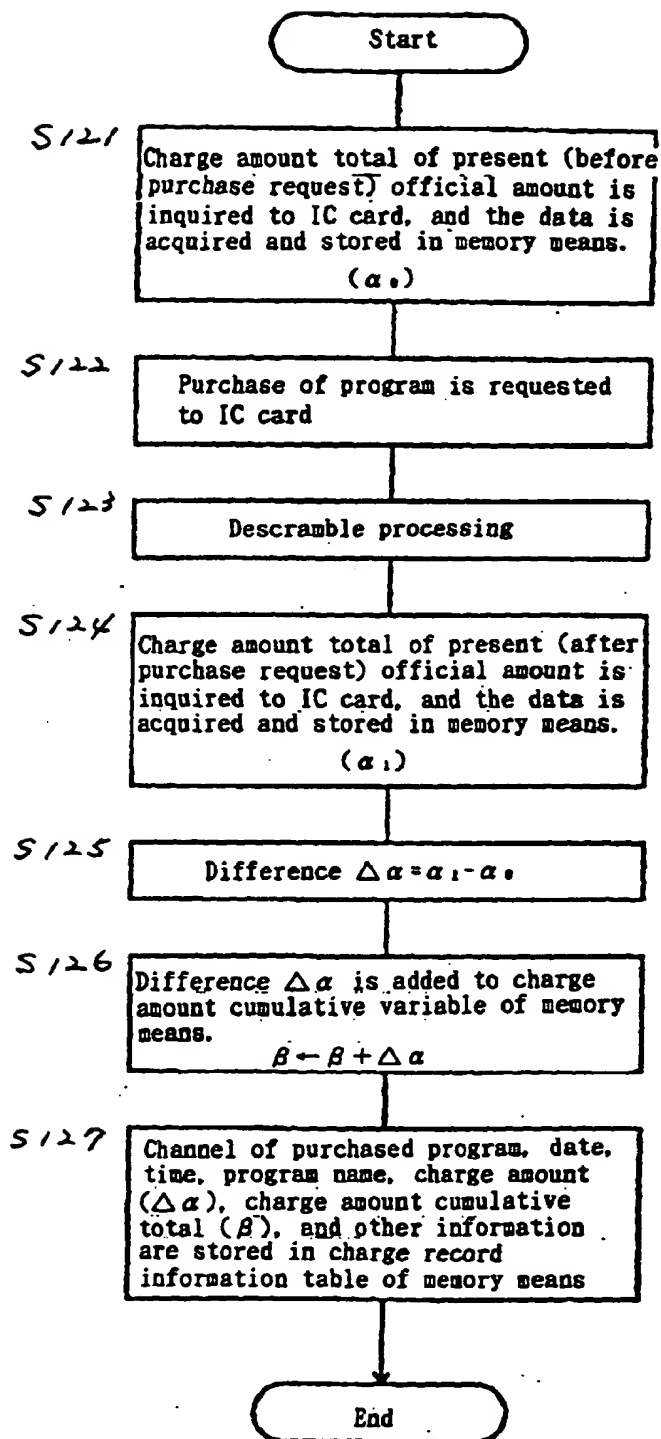 Start
S121
Charge amount total of present (before
purchase request) official amount is
inquired to IC card, and the data is
acquired and stored in memory means.
(α₀)
S122
Purchase of program is requested
to IC card
S123
Descramble processing
S124
Charge amount total of present (after
purchase request) official amount is
inquired to IC card, and the data is
acquired and stored in memory means.
(α₁)
S125
Difference △α=α₁-α₀
S126
Difference △α is added to charge
amount cumulative variable of memory
means.
β←β+△α
S127
Channel of purchased program, date,
time, program name, charge amount
(△α), charge amount cumulative
total (β), and other information
are stored in charge record
information table of memory means
End